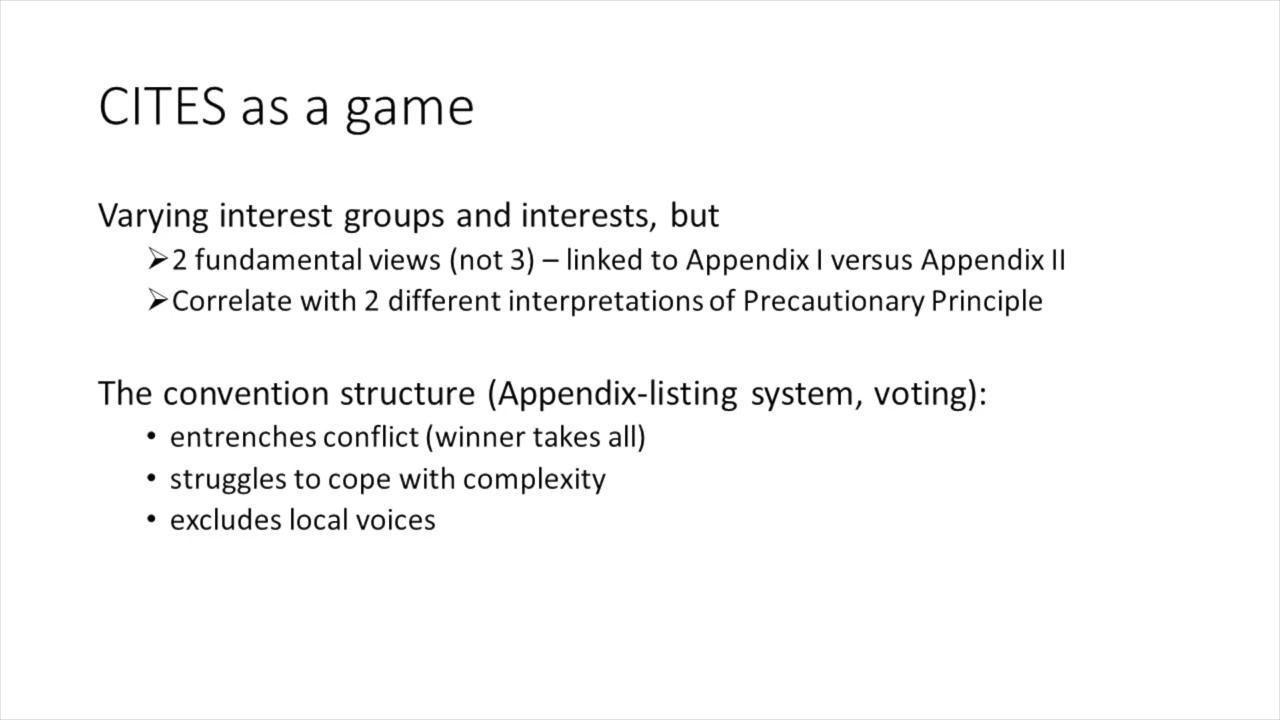 CITES as a game
Varying interest groups and interests, but
➢2 fundamental views (not 3) – linked to Appendix I versus Appendix II
➢Correlate with 2 different interpretations of Precautionary Principle
The convention structure (Appendix-listing system, voting):
• entrenches conflict (winner takes all)
• struggles to cope with complexity
• excludes local voices